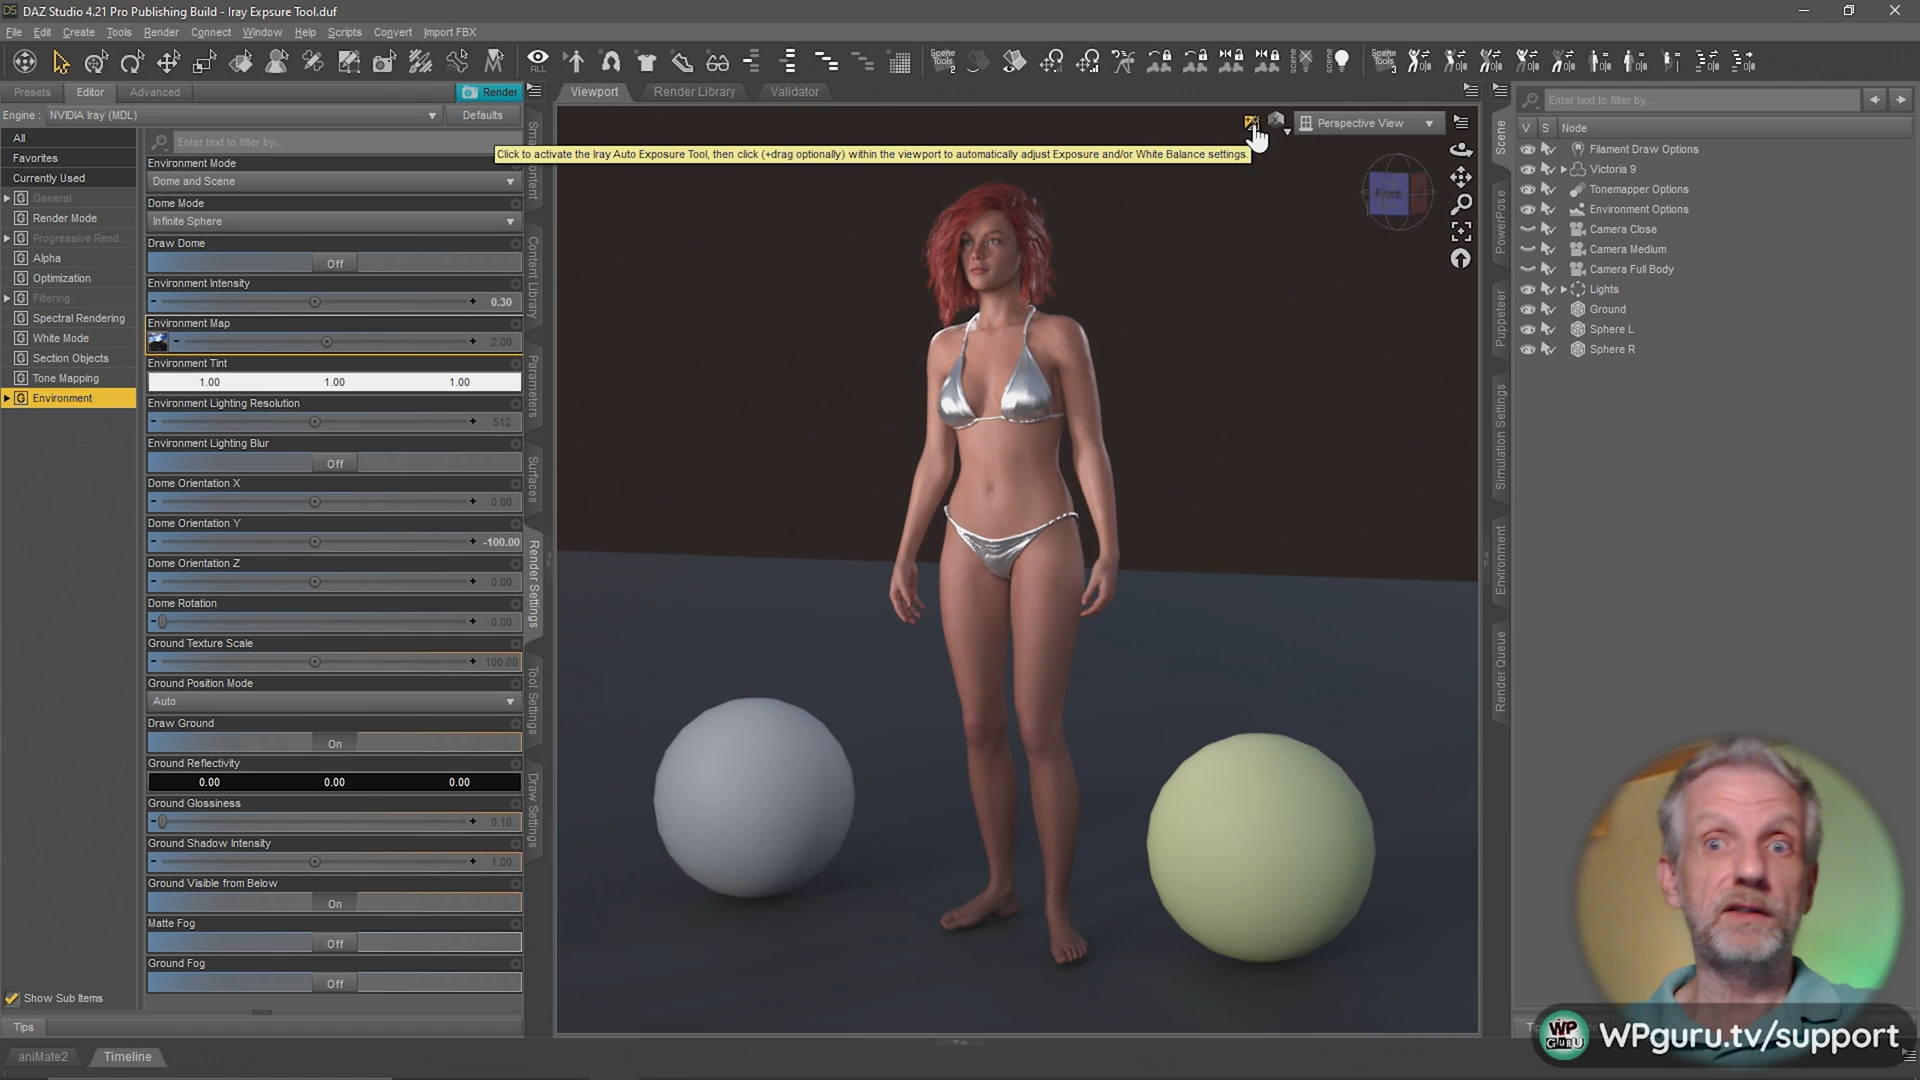 DAZ Studio 4.21 Pro Publishing Build - Iray Expsure Tool.duf
File Edit Create Tools Render Connect Window Help Scripts Convert Import FBX
ALL
Scene Tools 2
Scene Tools 3
Presets Editor Advanced Render
Viewport Render Library Validator
Engine : NVIDIA Iray (MDL) Defaults
All
Favorites
Currently Used
General
Render Mode
Progressive Rend...
Alpha
Optimization
Filtering
Spectral Rendering
White Mode
Section Objects
Tone Mapping
Environment
Show Sub Items
Tips
Enter text to filter by...
Environment Mode
Dome and Scene
Dome Mode
Infinite Sphere
Draw Dome
Off
Environment Intensity
0.30
Environment Map
2.00
Environment Tint
1.00 1.00 1.00
Environment Lighting Resolution
512
Environment Lighting Blur
Off
Dome Orientation X
0.00
Dome Orientation Y
-100.00
Dome Orientation Z
0.00
Dome Rotation
0.00
Ground Texture Scale
100.00
Ground Position Mode
Auto
Draw Ground
On
Ground Reflectivity
0.00 0.00 0.00
Ground Glossiness
0.10
Ground Shadow Intensity
1.00
Ground Visible from Below
On
Matte Fog
Off
Ground Fog
Off
Content Library
Parameters
Surfaces
Render Settings
Tool Settings
Draw Settings
Click to activate the Iray Auto Exposure Tool, then click (+drag optionally) within the viewport to automatically adjust Exposure and/or White Balance settings.
Perspective View
Front
Scene
PowerPose
Puppeteer
Simulation Settings
Environment
Render Queue
Enter text to filter by...
V S Node
Filament Draw Options
Victoria 9
Tonemapper Options
Environment Options
Camera Close
Camera Medium
Camera Full Body
Lights
Ground
Sphere L
Sphere R
WP GURU
WPguru.tv/support
aniMate2 Timeline